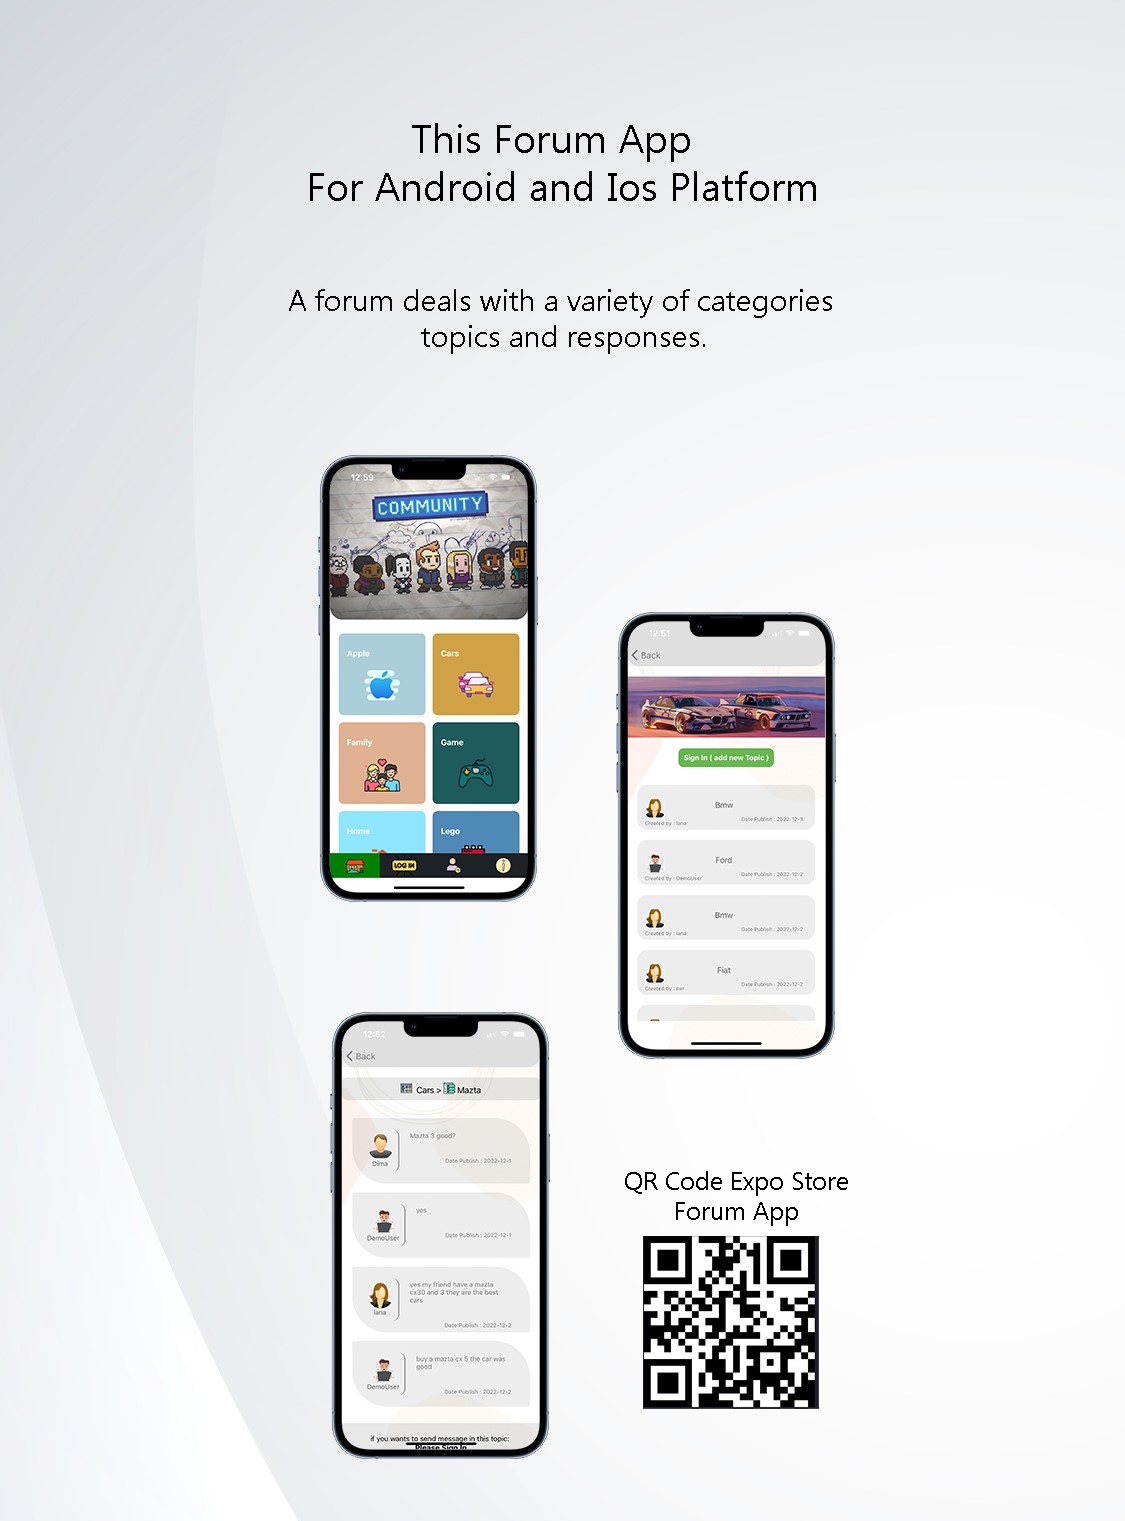 This Forum App
For Android and Ios Platform
A forum deals with a variety of categories
topics and responses.
12:59
COMMUNITY
Apple
Cars
Family
Game
Home
Lego
LOG IN
12:51
Back
Sign In ( add new Topic )
Bmw
Created by : lana
Date Publish : 2022-12-3
Ford
Created by : DemoUser
Date Publish : 2022-12-2
Bmw
Created by : lana
Date Publish : 2022-12-2
Fiat
Created by : ber
Date Publish : 2022-12-2
12:52
Back
Cars > Mazta
Mazta 3 good?
Dima
Date Publish : 2022-12-1
yes
DemoUser
Date Publish : 2022-12-1
yes my friend have a mazta
cx30 and 3 they are the best
cars
lana
Date Publish : 2022-12-2
buy a mazta cx 5 the car was
good
DemoUser
Date Publish : 2022-12-2
if you wants to send message in this topic:
Please Sign In
QR Code Expo Store
Forum App